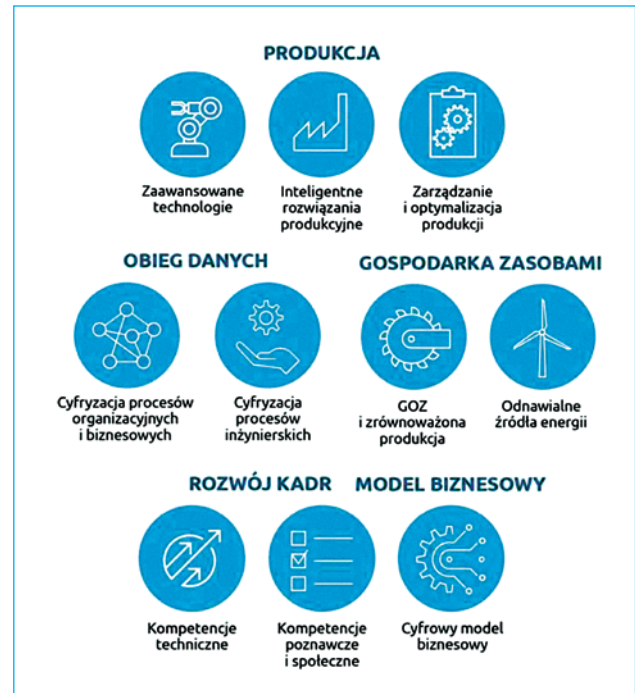 PRODUKCJA
Zaawansowane
technologie
Inteligentne
rozwiązania
produkcyjne
Zarządzanie
i optymalizacja
produkcji
OBIEG DANYCH
Cyfryzacja procesów
organizacyjnych
i biznesowych
Cyfryzacja
procesów
inżynierskich
GOSPODARKA ZASOBAMI
GOZ
i zrównoważona
produkcja
Odnawialne
źródła energii
ROZWÓJ KADR
Kompetencje
techniczne
Kompetencje
poznawcze
i społeczne
MODEL BIZNESOWY
Cyfrowy model
biznesowy